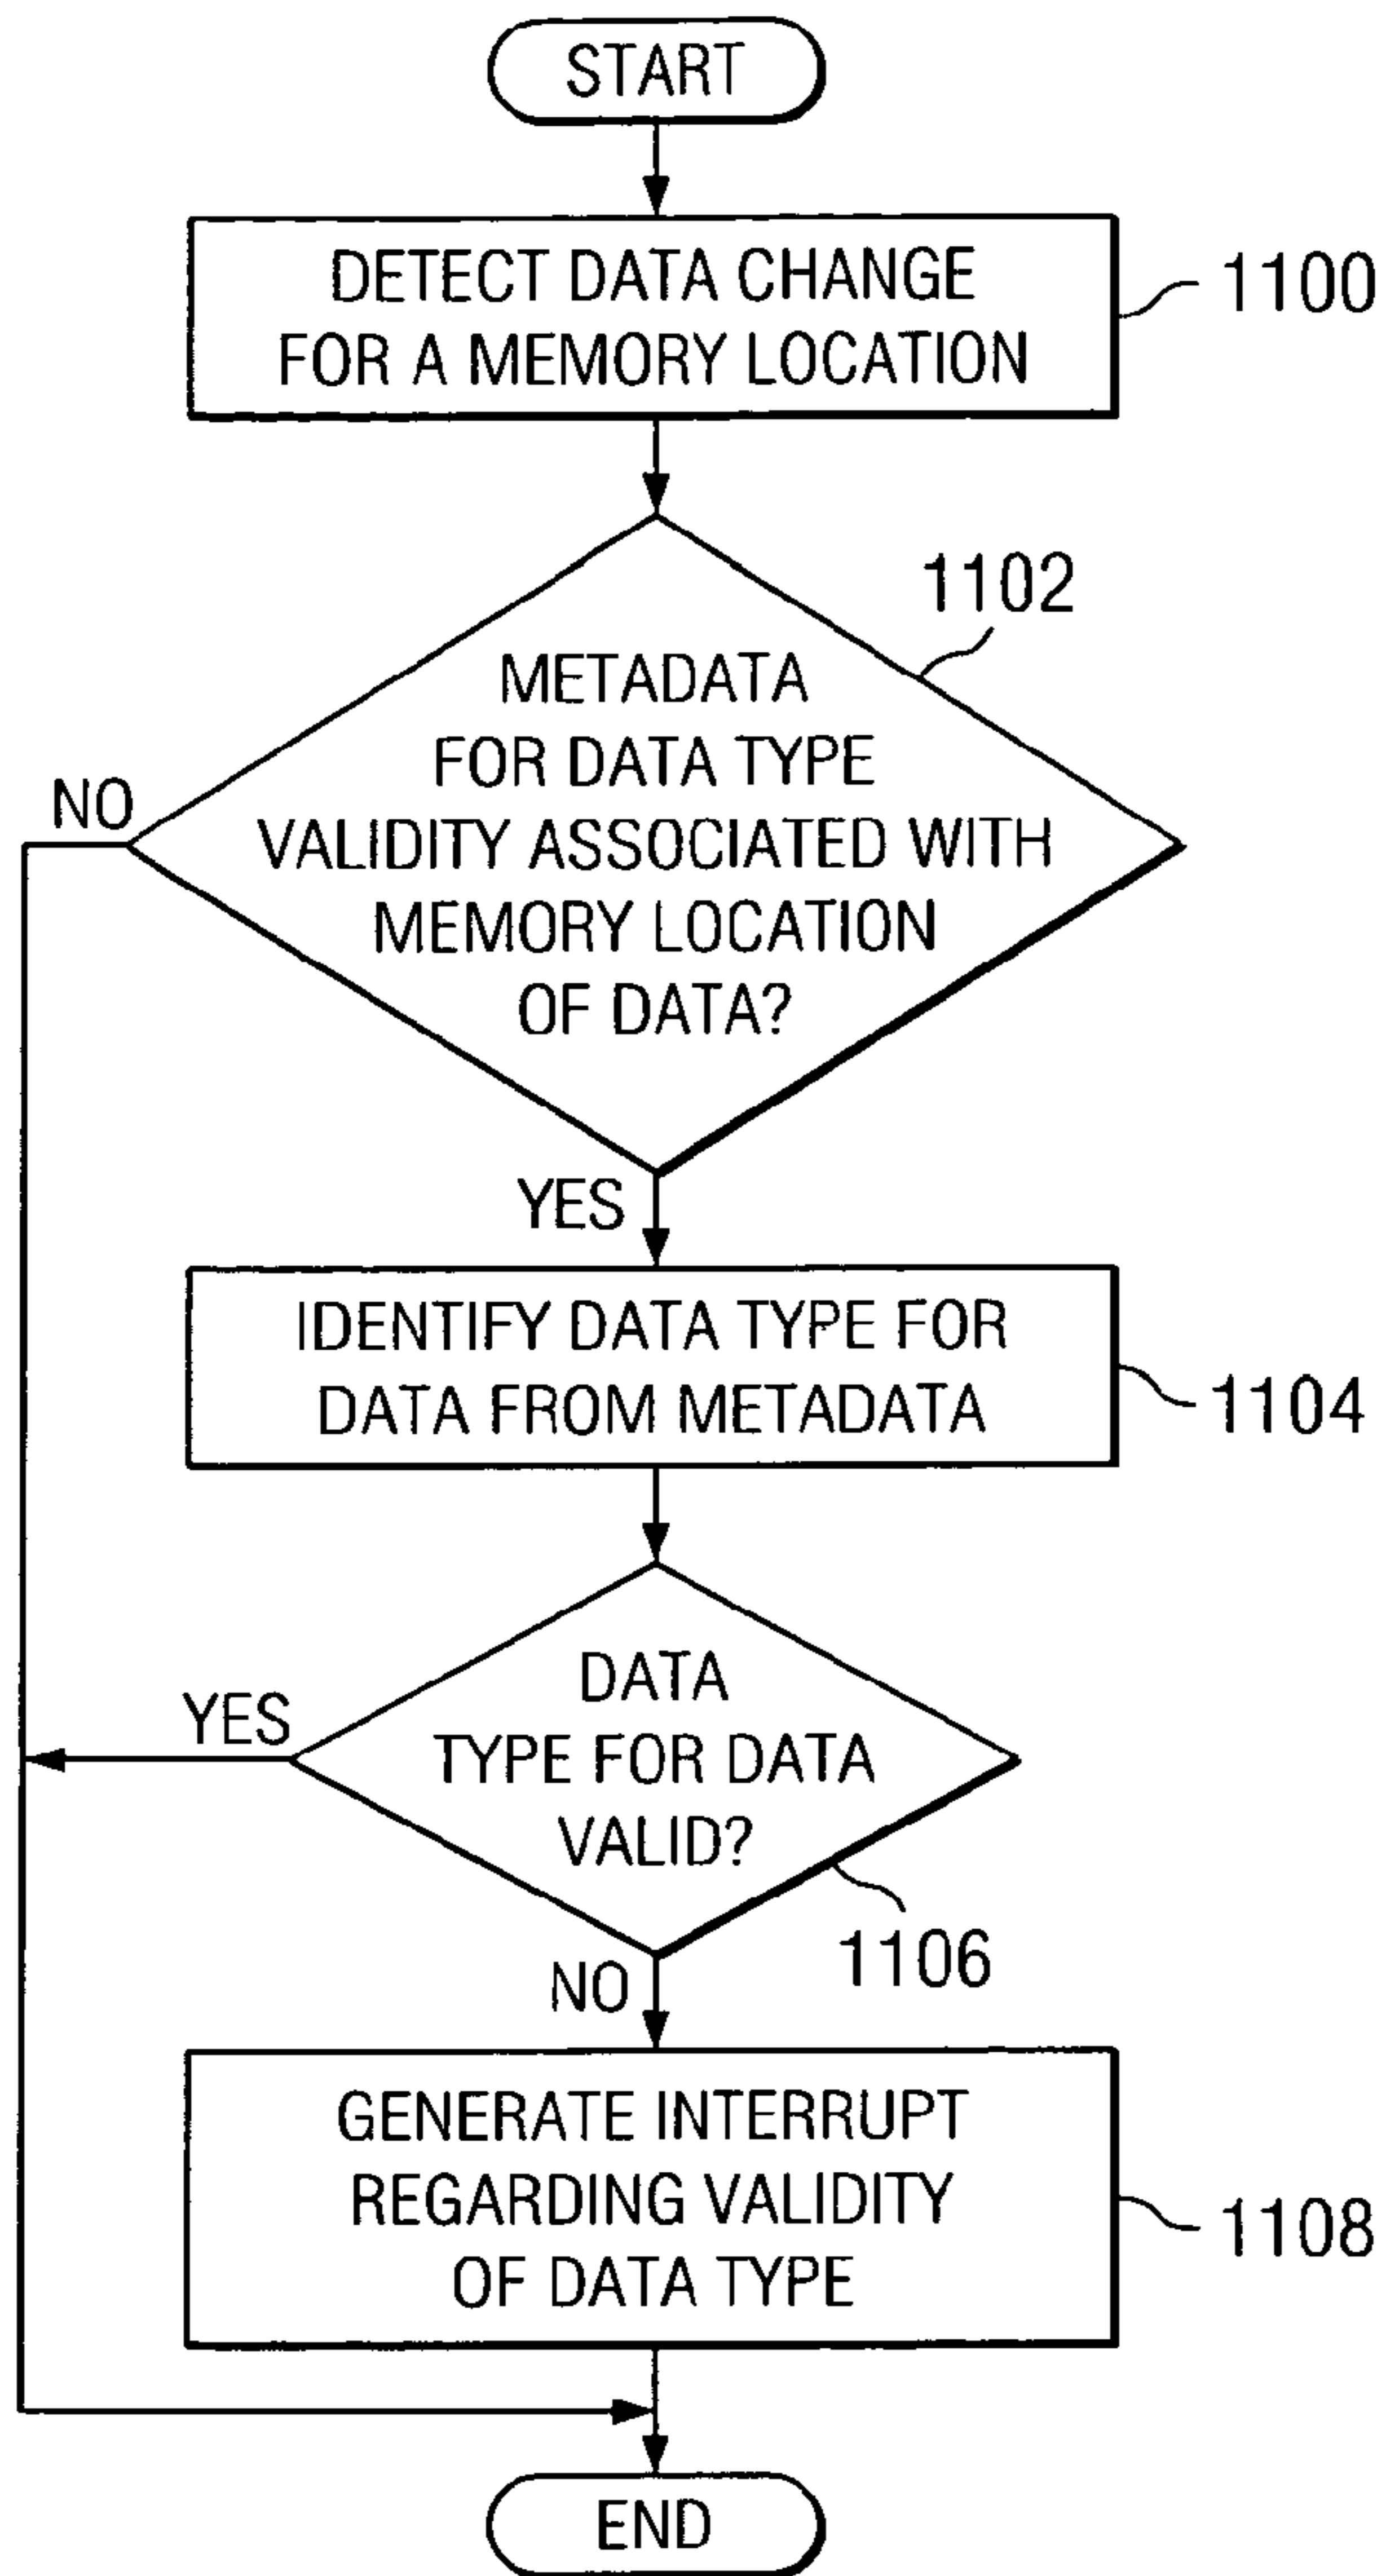 START
DETECT DATA CHANGE
FOR A MEMORY LOCATION
1100
1102
METADATA
FOR DATA TYPE
VALIDITY ASSOCIATED WITH
MEMORY LOCATION
OF DATA?
NO
YES
IDENTIFY DATA TYPE FOR
DATA FROM METADATA
1104
DATA
TYPE FOR DATA
VALID?
YES
1106
NO
GENERATE INTERRUPT
REGARDING VALIDITY
OF DATA TYPE
1108
END